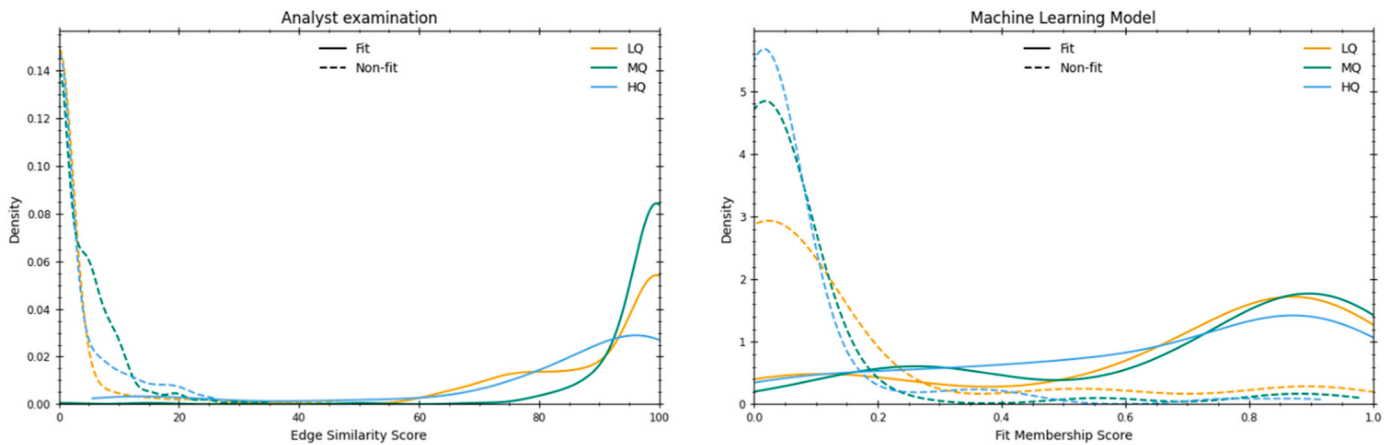 Analyst examination
Fit
Non-fit
LQ
MQ
HQ
0.14
0.12
0.10
0.08
0.06
0.04
0.02
0.00
Density
0 20 40 60 80 100
Edge Similarity Score
Machine Learning Model
Fit
Non-fit
LQ
MQ
HQ
5
4
3
2
1
0
Density
0.0 0.2 0.4 0.6 0.8 1.0
Fit Membership Score